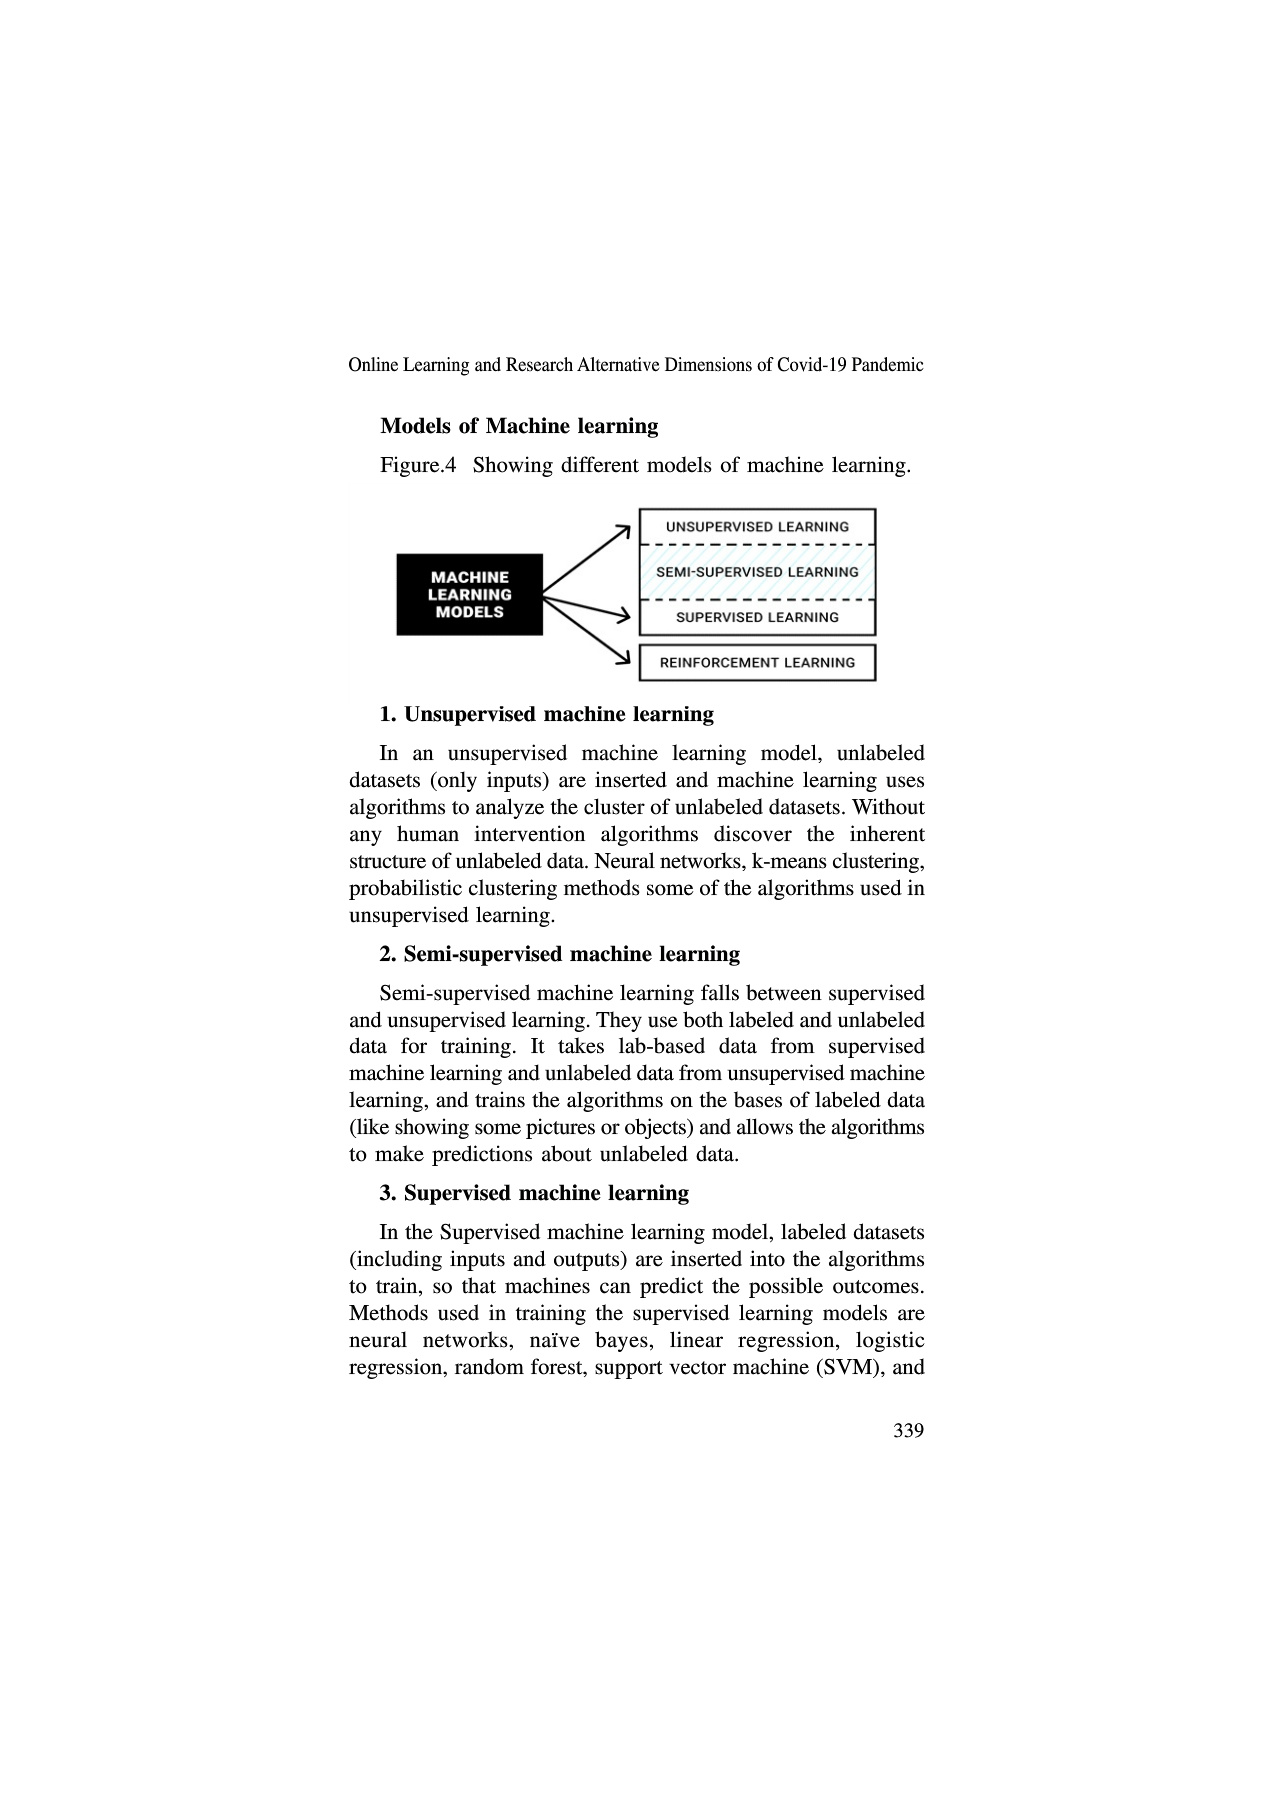 Online Learning and Research Alternative Dimensions of Covid-19 Pandemic
Models of Machine learning
Figure.4 Showing different models of machine learning.
MACHINE
LEARNING
MODELS
UNSUPERVISED LEARNING
SEMI-SUPERVISED LEARNING
SUPERVISED LEARNING
REINFORCEMENT LEARNING
1. Unsupervised machine learning
In an unsupervised machine learning model, unlabeled
datasets (only inputs) are inserted and machine learning uses
algorithms to analyze the cluster of unlabeled datasets. Without
any human intervention algorithms discover the inherent
structure of unlabeled data. Neural networks, k-means clustering,
probabilistic clustering methods some of the algorithms used in
unsupervised learning.
2. Semi-supervised machine learning
Semi-supervised machine learning falls between supervised
and unsupervised learning. They use both labeled and unlabeled
data for training. It takes lab-based data from supervised
machine learning and unlabeled data from unsupervised machine
learning, and trains the algorithms on the bases of labeled data
(like showing some pictures or objects) and allows the algorithms
to make predictions about unlabeled data.
3. Supervised machine learning
In the Supervised machine learning model, labeled datasets
(including inputs and outputs) are inserted into the algorithms
to train, so that machines can predict the possible outcomes.
Methods used in training the supervised learning models are
neural networks, naïve bayes, linear regression, logistic
regression, random forest, support vector machine (SVM), and
339